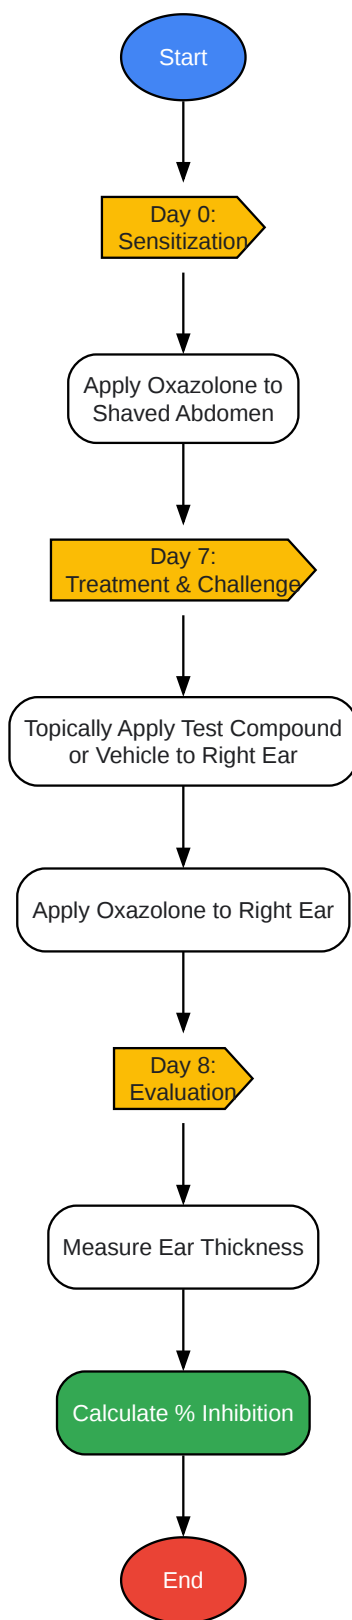 Start
Day 0:
Sensitization
Apply Oxazolone to
Shaved Abdomen
Day 7:
Treatment & Challenge
Topically Apply Test Compound
or Vehicle to Right Ear
Apply Oxazolone to Right Ear
Day 8:
Evaluation
Measure Ear Thickness
Calculate % Inhibition
End